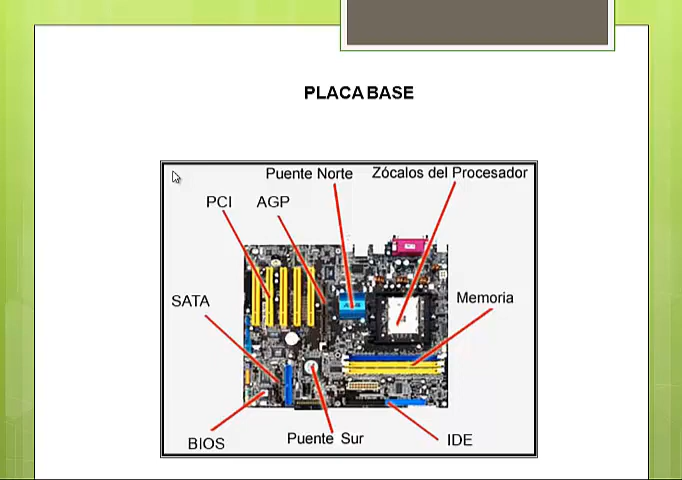 PLACA BASE
Puente Norte
Zócalos del Procesador
PCI
AGP
SATA
Memoria
BIOS
Puente Sur
IDE